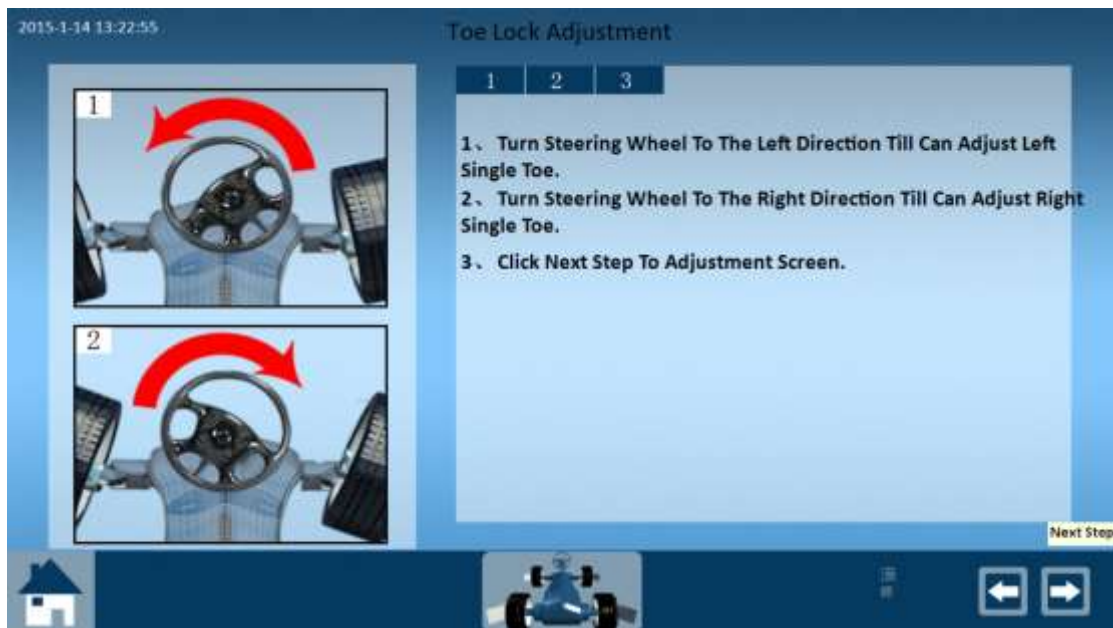 2015-1-14 13:22:55
Toe Lock Adjustment
1
2
1 2 3
1、 Turn Steering Wheel To The Left Direction Till Can Adjust Left
Single Toe.
2、 Turn Steering Wheel To The Right Direction Till Can Adjust Right
Single Toe.
3、 Click Next Step To Adjustment Screen.
Next Step